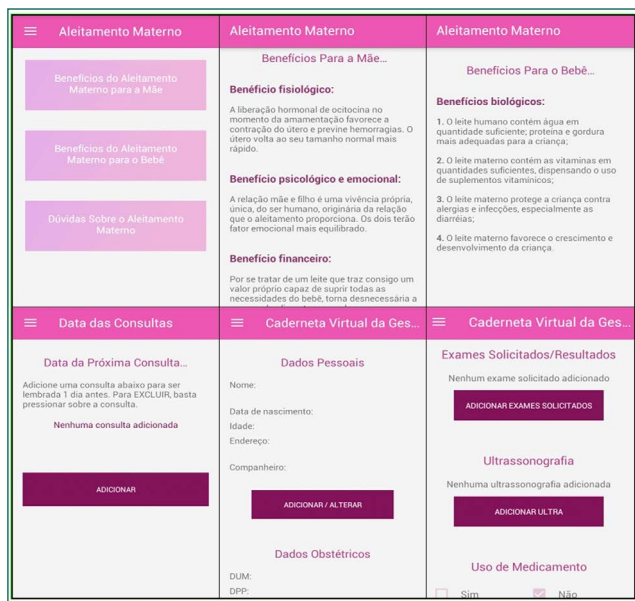 Aleitamento Materno
Benefícios do Aleitamento
Materno para a Mãe
Benefícios do Aleitamento
Materno para o Bebê
Dúvidas Sobre o Aleitamento
Materno
Aleitamento Materno
Benefícios Para a Mãe...
Benéficio fisiológico:
A liberação hormonal de ocitocina no
momento da amamentação favorece a
contração do útero e previne hemorragias. O
útero volta ao seu tamanho normal mais
rápido.
Benefício psicológico e emocional:
A relação mãe e filho é uma vivência própria,
única, do ser humano, originária da relação
que o aleitamento proporciona. Os dois terão
fator emocional mais equilibrado.
Benefício financeiro:
Por se tratar de um leite que traz consigo um
valor próprio capaz de suprir todas as
necessidades do bebê, torna desnecessária a
Aleitamento Materno
Benefícios Para o Bebê...
Benefícios biológicos:
1. O leite humano contém água em
quantidade suficiente; proteína e gordura
mais adequadas para a criança;
2. O leite materno contém as vitaminas em
quantidades suficientes, dispensando o uso
de suplementos vitamínicos;
3. O leite materno protege a criança contra
alergias e infecções, especialmente as
diarréias;
4. O leite materno favorece o crescimento e
desenvolvimento da criança.
Data das Consultas
Data da Próxima Consulta...
Adicione uma consulta abaixo para ser
lembrada 1 dia antes. Para EXCLUIR, basta
pressionar sobre a consulta.
Nenhuma consulta adicionada
ADICIONAR
Caderneta Virtual da Ges...
Dados Pessoais
Nome:
Data de nascimento:
Idade:
Endereço:
Companheiro:
ADICIONAR / ALTERAR
Dados Obstétricos
DUM:
DPP:
Caderneta Virtual da Ges...
Exames Solicitados/Resultados
Nenhum exame solicitado adicionado
ADICIONAR EXAMES SOLICITADOS
Ultrassonografia
Nenhuma ultrassonografia adicionada
ADICIONAR ULTRA
Uso de Medicamento
Sim Não